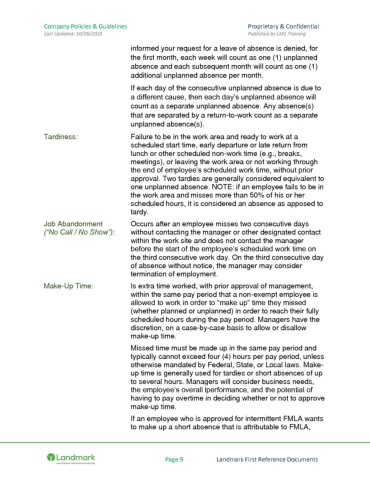 Company Policies & Guidelines Proprietary & Confidential
Last Updated: 10/28/2020 Published by LMS Training
informed your request for a leave of absence is denied, for
the first month, each week will count as one (1) unplanned
absence and each subsequent month will count as one (1)
additional unplanned absence per month.
If each day of the consecutive unplanned absence is due to
a different cause, then each day's unplanned absence will
count as a separate unplanned absence. Any absence(s)
that are separated by a return-to-work count as a separate
unplanned absence(s).
Tardiness: Failure to be in the work area and ready to work at a
scheduled start time, early departure or late return from
lunch or other scheduled non-work time (e.g., breaks,
meetings), or leaving the work area or not working through
the end of employee's scheduled work time, without prior
approval. Two tardies are generally considered equivalent to
one unplanned absence. NOTE: if an employee fails to be in
the work area and misses more than 50% of his or her
scheduled hours, it is considered an absence as apposed to
tardy.
Job Abandonment Occurs after an employee misses two consecutive days
("No Call / No Show"): without contacting the manager or other designated contact
within the work site and does not contact the manager
before the start of the employee's scheduled work time on
the third consecutive work day. On the third consecutive day
of absence without notice, the manager may consider
termination of employment.
Make-Up Time: Is extra time worked, with prior approval of management,
within the same pay period that a non-exempt employee is
allowed to work in order to "make up" time they missed
(whether planned or unplanned) in order to reach their fully
scheduled hours during the pay period. Managers have the
discretion, on a case-by-case basis to allow or disallow
make-up time.
Missed time must be made up in the same pay period and
typically cannot exceed four (4) hours per pay period, unless
otherwise mandated by Federal, State, or Local laws. Make-
up time is generally used for tardies or short absences of up
to several hours. Managers will consider business needs,
the employee's overall performance, and the potential of
having to pay overtime in deciding whether or not to approve
make-up time.
If an employee who is approved for intermittent FMLA wants
to make up a short absence that is attributable to FMLA,
Landmark Page 9 Landmark First Reference Documents